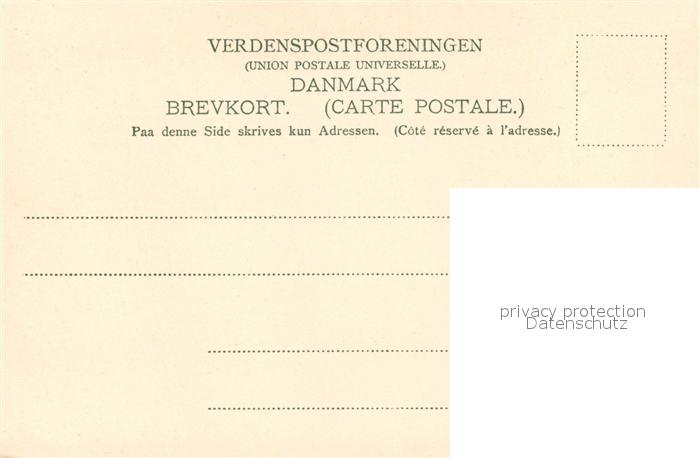 VERDENSPOSTFORENINGEN
(UNION POSTALE UNIVERSELLE.)
DANMARK
BREVKORT. (CARTE POSTALE.)
Paa denne Side skrives kun Adressen. (Côté réservé à l'adresse.)
privacy protection
Datenschutz